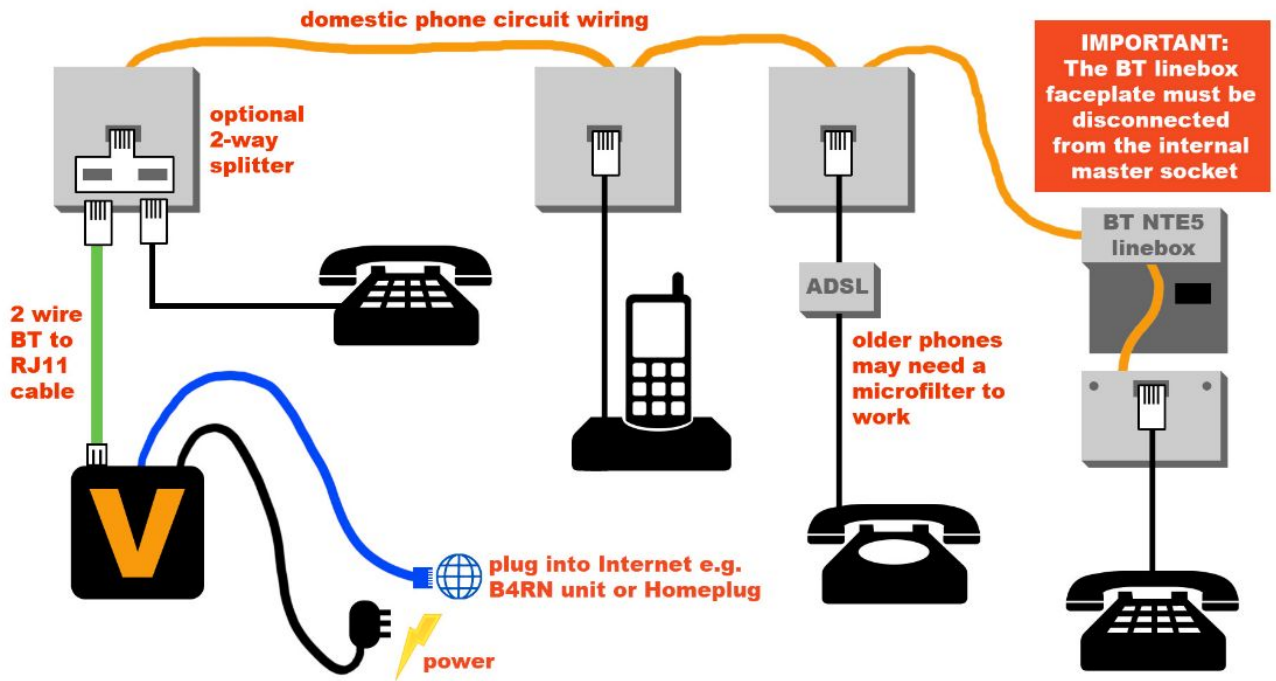 domestic phone circuit wiring
IMPORTANT:
The BT linebox
faceplate must be
disconnected
from the internal
master socket
optional
2-way
splitter
BT NTE5
linebox
ADSL
2 wire
BT to
RJ11
cable
older phones
may need a
microfilter to
work
V
plug into Internet e.g.
B4RN unit or Homeplug
power